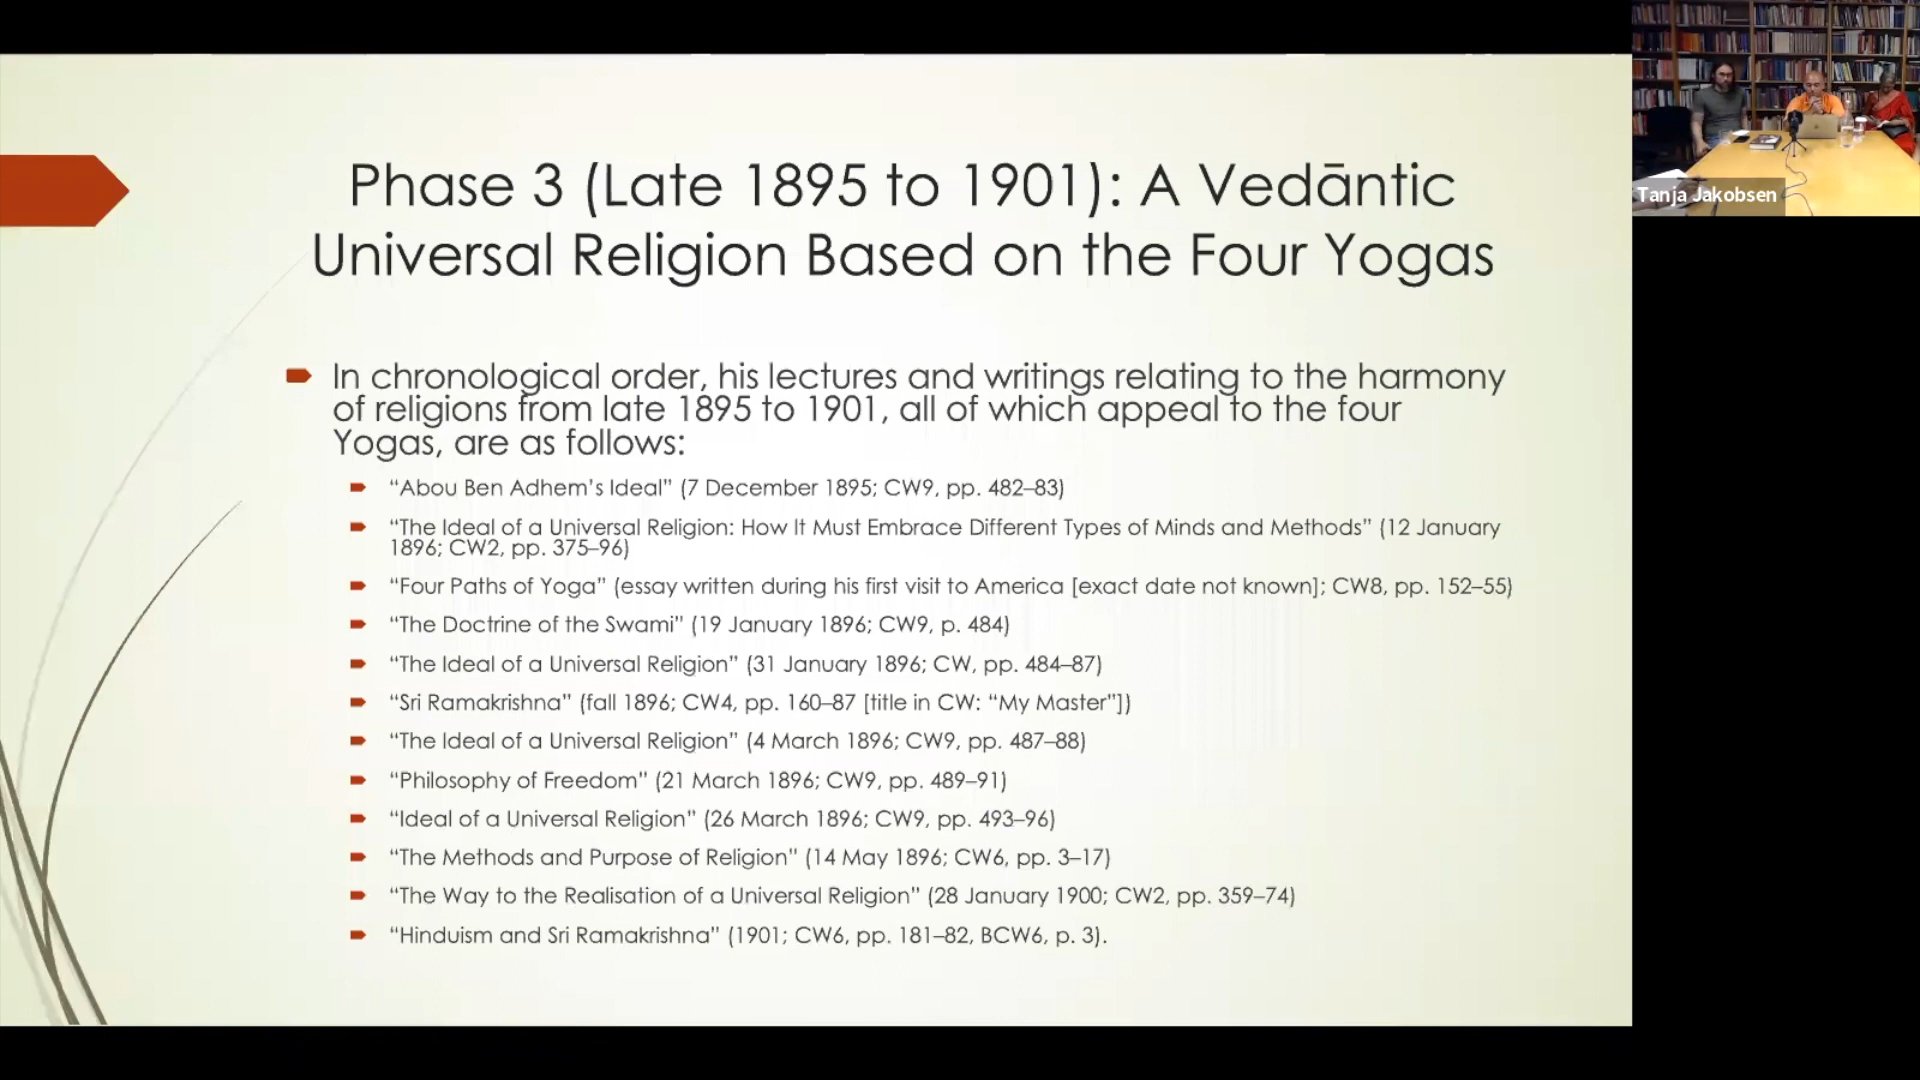 Phase 3 (Late 1895 to 1901): A Vedāntic
Universal Religion Based on the Four Yogas
In chronological order, his lectures and writings relating to the harmony
of religions from late 1895 to 1901, all of which appeal to the four
Yogas, are as follows:
“Abou Ben Adhem’s Ideal” (7 December 1895; CW9, pp. 482–83)
“The Ideal of a Universal Religion: How It Must Embrace Different Types of Minds and Methods” (12 January
1896; CW2, pp. 375–96)
“Four Paths of Yoga” (essay written during his first visit to America [exact date not known]; CW8, pp. 152–55)
“The Doctrine of the Swami” (19 January 1896; CW9, p. 484)
“The Ideal of a Universal Religion” (31 January 1896; CW, pp. 484–87)
“Sri Ramakrishna” (fall 1896; CW4, pp. 160–87 [title in CW: “My Master”])
“The Ideal of a Universal Religion” (4 March 1896; CW9, pp. 487–88)
“Philosophy of Freedom” (21 March 1896; CW9, pp. 489–91)
“Ideal of a Universal Religion” (26 March 1896; CW9, pp. 493–96)
“The Methods and Purpose of Religion” (14 May 1896; CW6, pp. 3–17)
“The Way to the Realisation of a Universal Religion” (28 January 1900; CW2, pp. 359–74)
“Hinduism and Sri Ramakrishna” (1901; CW6, pp. 181–82, BCW6, p. 3).
Tanja Jakobsen